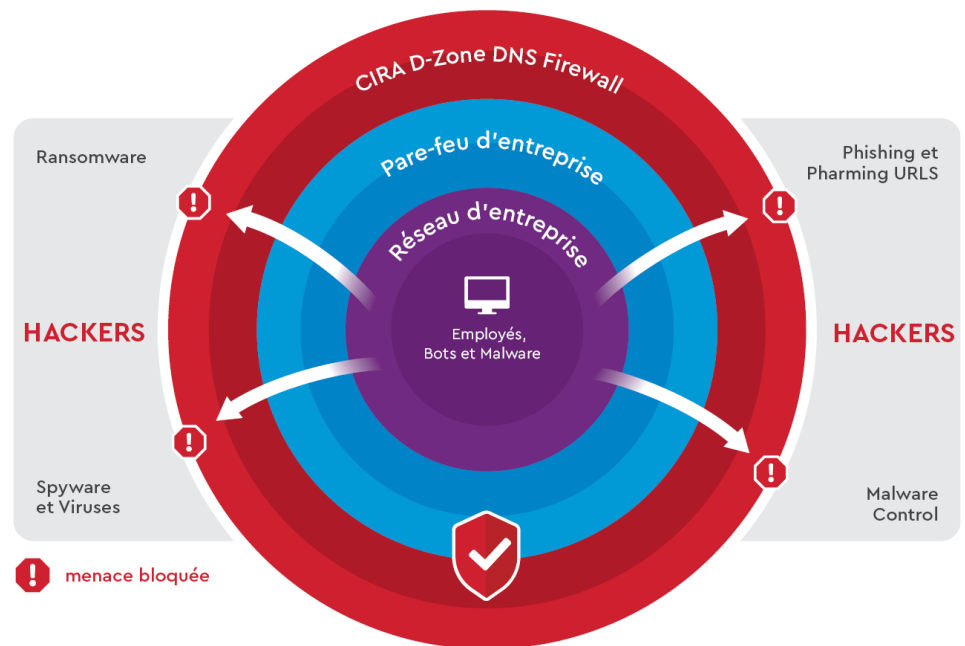 CIRA D-Zone DNS Firewall
Pare-feu d'entreprise
Réseau d'entreprise
Employés,
Bots et Malware
Ransomware
HACKERS
Spyware
et Viruses
Phishing et
Pharming URLS
HACKERS
Malware
Control
menace bloquée